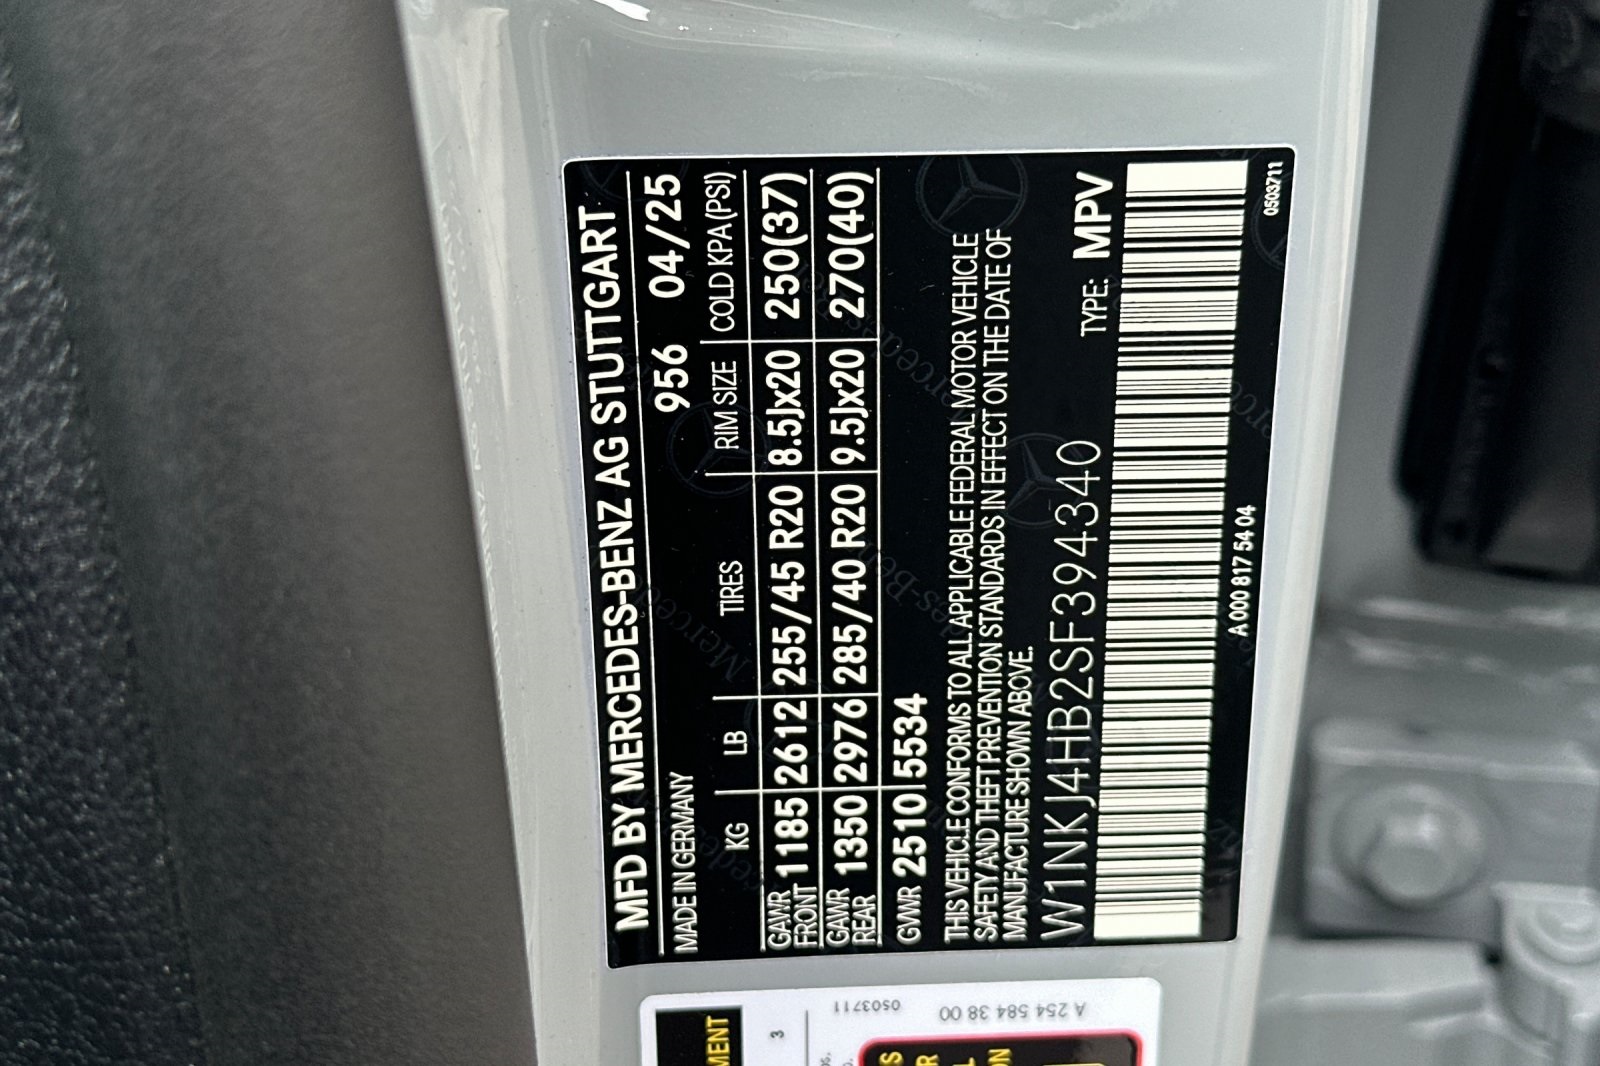 MFD BY MERCEDES-BENZ AG STUTTGART
MADE IN GERMANY 956 04/25
KG LB TIRES RIM SIZE COLD KPA(PSI)
GAWR FRONT 1185 2612 255/45 R20 8.5Jx20 250(37)
GAWR REAR 1350 2976 285/40 R20 9.5Jx20 270(40)
GVWR 2510 5534
THIS VEHICLE CONFORMS TO ALL APPLICABLE FEDERAL MOTOR VEHICLE
SAFETY AND THEFT PREVENTION STANDARDS IN EFFECT ON THE DATE OF
MANUFACTURE SHOWN ABOVE.
W1NKJ4HB2SF394340 TYPE: MPV
A 000 817 54 04
0503711
A 254 584 38 00
0503711
3